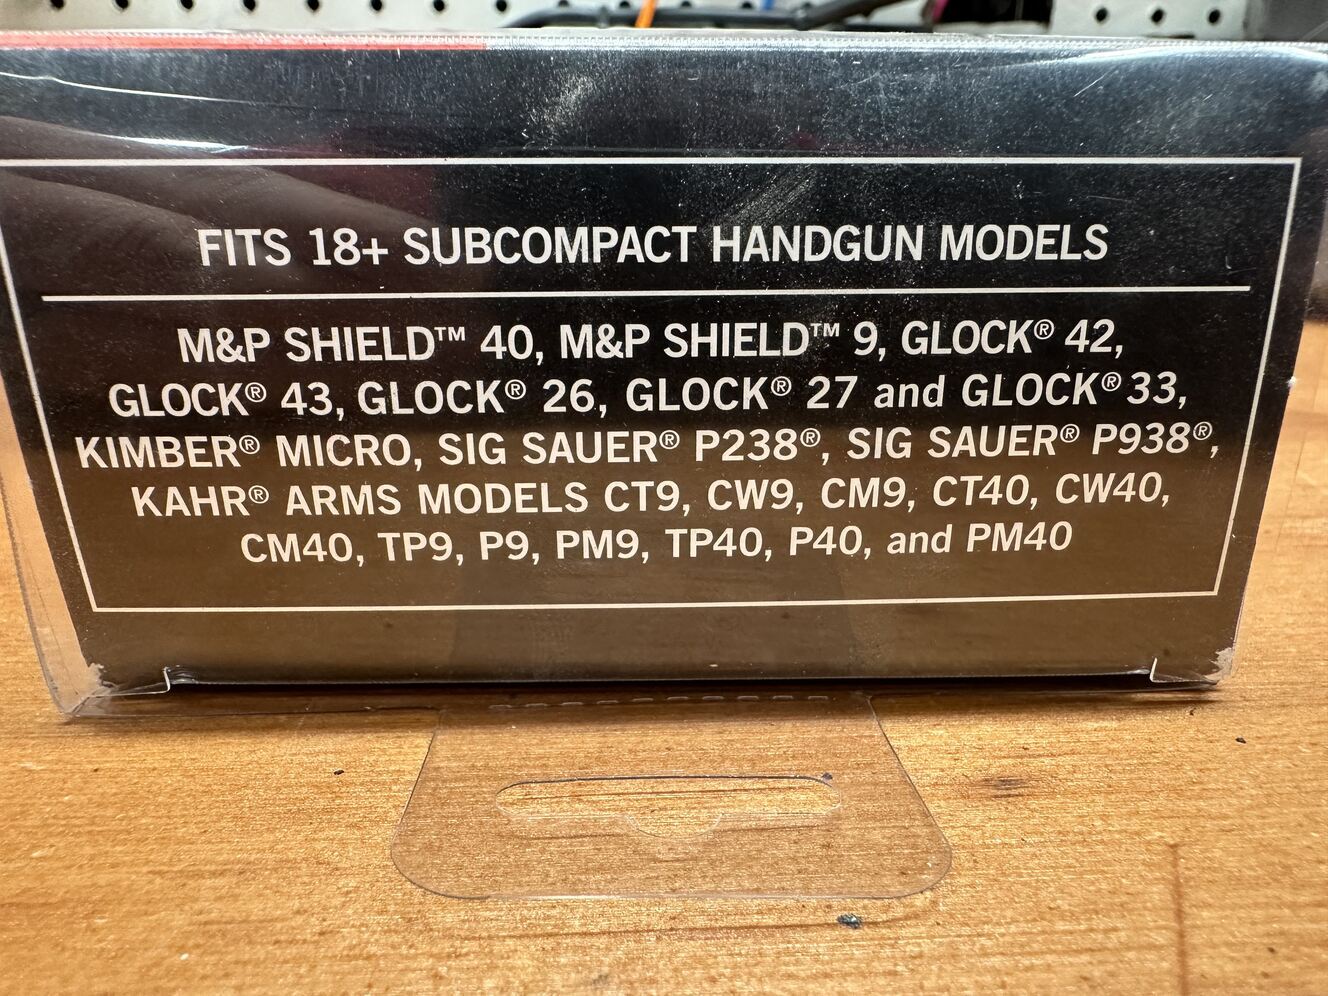 FITS 18+ SUBCOMPACT HANDGUN MODELS
M&P SHIELD™ 40, M&P SHIELD™ 9, GLOCK® 42,
GLOCK® 43, GLOCK® 26, GLOCK® 27 and GLOCK® 33,
KIMBER® MICRO, SIG SAUER® P238®, SIG SAUER® P938®,
KAHR® ARMS MODELS CT9, CW9, CM9, CT40, CW40,
CM40, TP9, P9, PM9, TP40, P40, and PM40